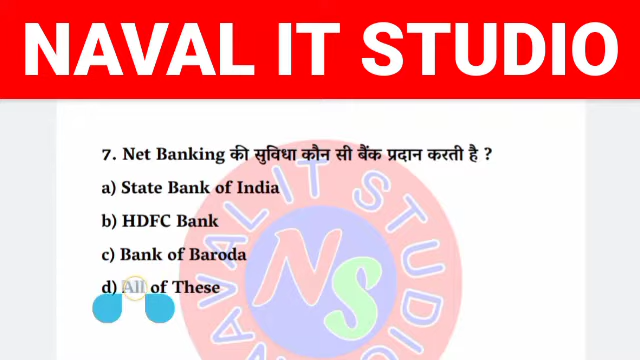 NAVAL IT STUDIO
7. Net Banking की सुविधा कौन सी बैंक प्रदान करती है ?
a) State Bank of India
b) HDFC Bank
c) Bank of Baroda
d) All of These
NAVAL IT STUDIO
NS